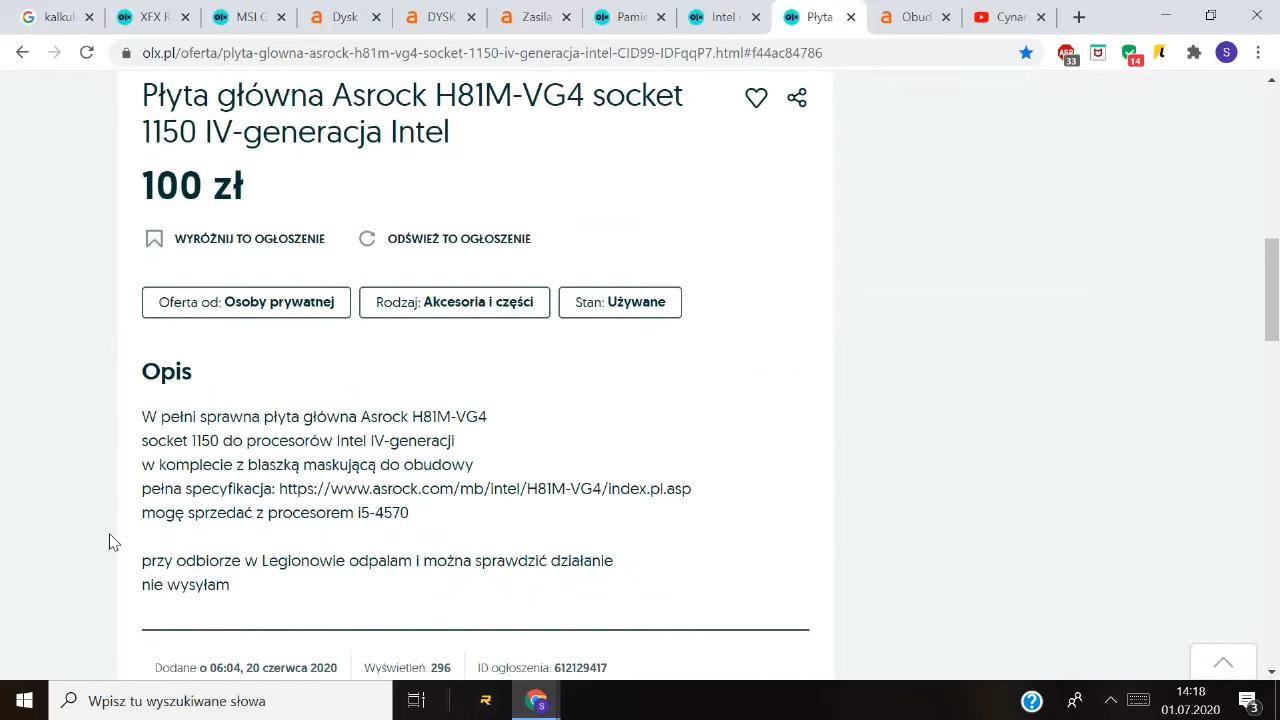 kalkul
XFX R
MSI G
Dysk
DYSK
Zasila
Pamię
Intel
Płyta
Obud
Cynar
olx.pl/oferta/plyta-glowna-asrock-h81m-vg4-socket-1150-iv-generacja-intel-CID99-IDFqqP7.html#f44ac84786
ABP
33
14
S
Płyta główna Asrock H81M-VG4 socket
1150 IV-generacja Intel
100 zł
WYRÓŻNIJ TO OGŁOSZENIE
ODŚWIEŻ TO OGŁOSZENIE
Oferta od: Osoby prywatnej
Rodzaj: Akcesoria i części
Stan: Używane
Opis
W pełni sprawna płyta główna Asrock H81M-VG4
socket 1150 do procesorów Intel IV-generacji
w komplecie z blaszką maskującą do obudowy
pełna specyfikacja: https://www.asrock.com/mb/intel/H81M-VG4/index.pl.asp
mogę sprzedać z procesorem i5-4570
przy odbiorze w Legionowie odpalam i można sprawdzić działanie
nie wysyłam
Dodane o 06:04, 20 czerwca 2020
Wyświetleń: 296
ID ogłoszenia: 612129417
Wpisz tu wyszukiwane słowa
14:18
01.07.2020
3